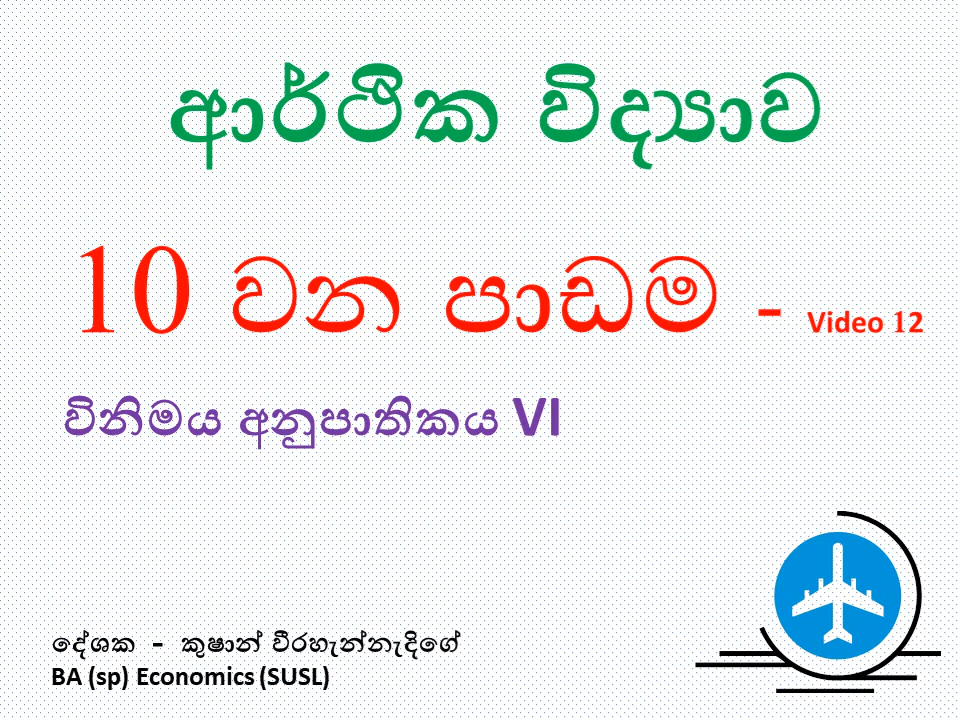 ආර්ථික විද්‍යාව
10 වන පාඩම - Video 12
විනිමය අනුපාතිකය VI
දේශක - කුෂාන් වීරහැන්නැදිගේ
BA (sp) Economics (SUSL)